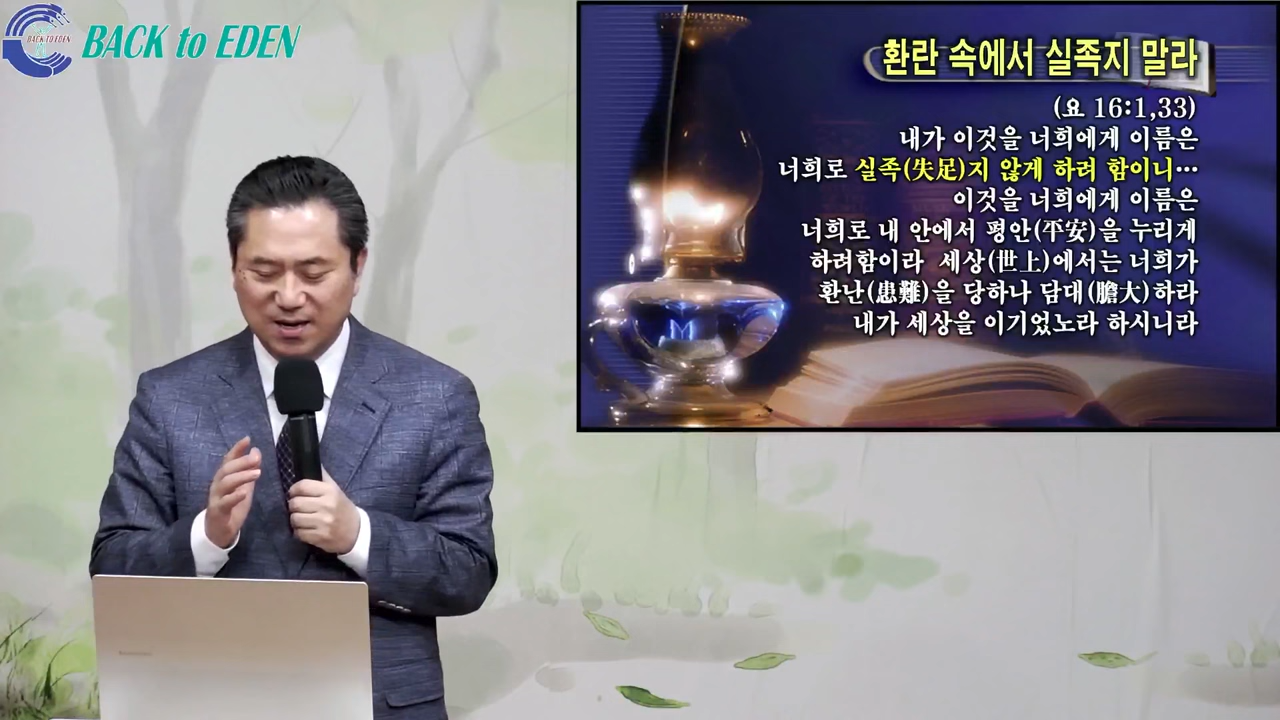 BACK TO EDEN
BACK to EDEN
환란 속에서 실족지 말라
(요 16:1,33)
내가 이것을 너희에게 이름은
너희로 실족(失足)지 않게 하려 함이니…
이것을 너희에게 이름은
너희로 내 안에서 평안(平安)을 누리게
하려함이라 세상(世上)에서는 너희가
환난(患難)을 당하나 담대(膽大)하라
내가 세상을 이기었노라 하시니라